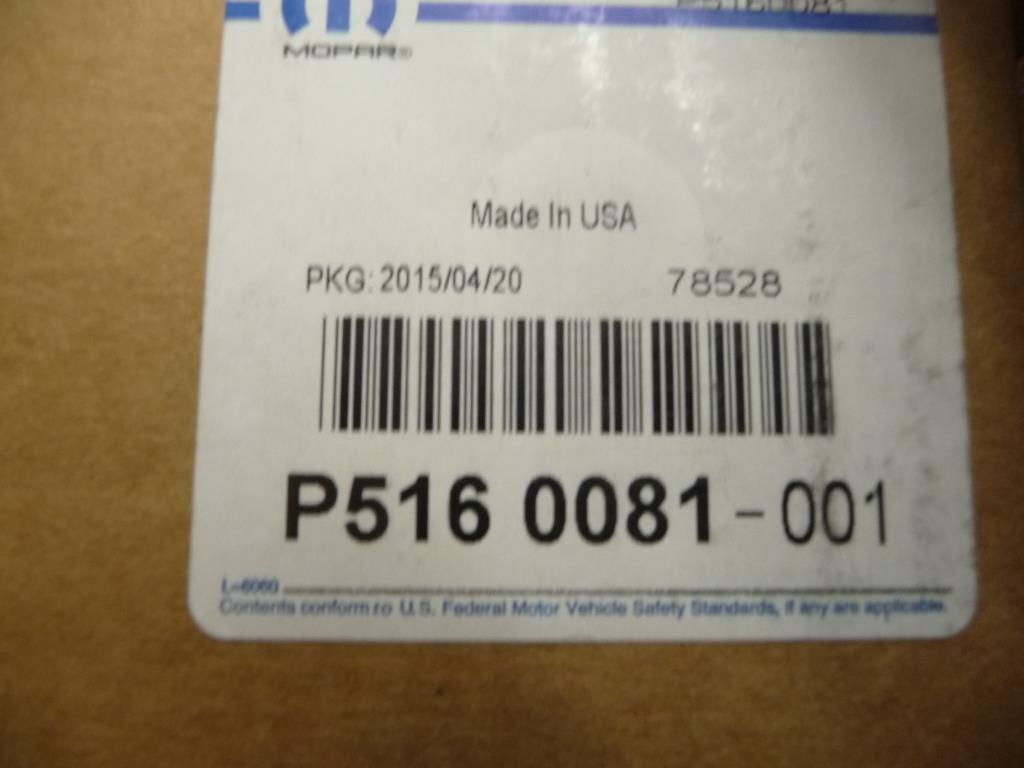 P5160081
MOPAR®
Made In USA
PKG: 2015/04/20 78528
P516 0081-001
L-6060
Contents conform to U.S. Federal Motor Vehicle Safety Standards, if any are applicable.